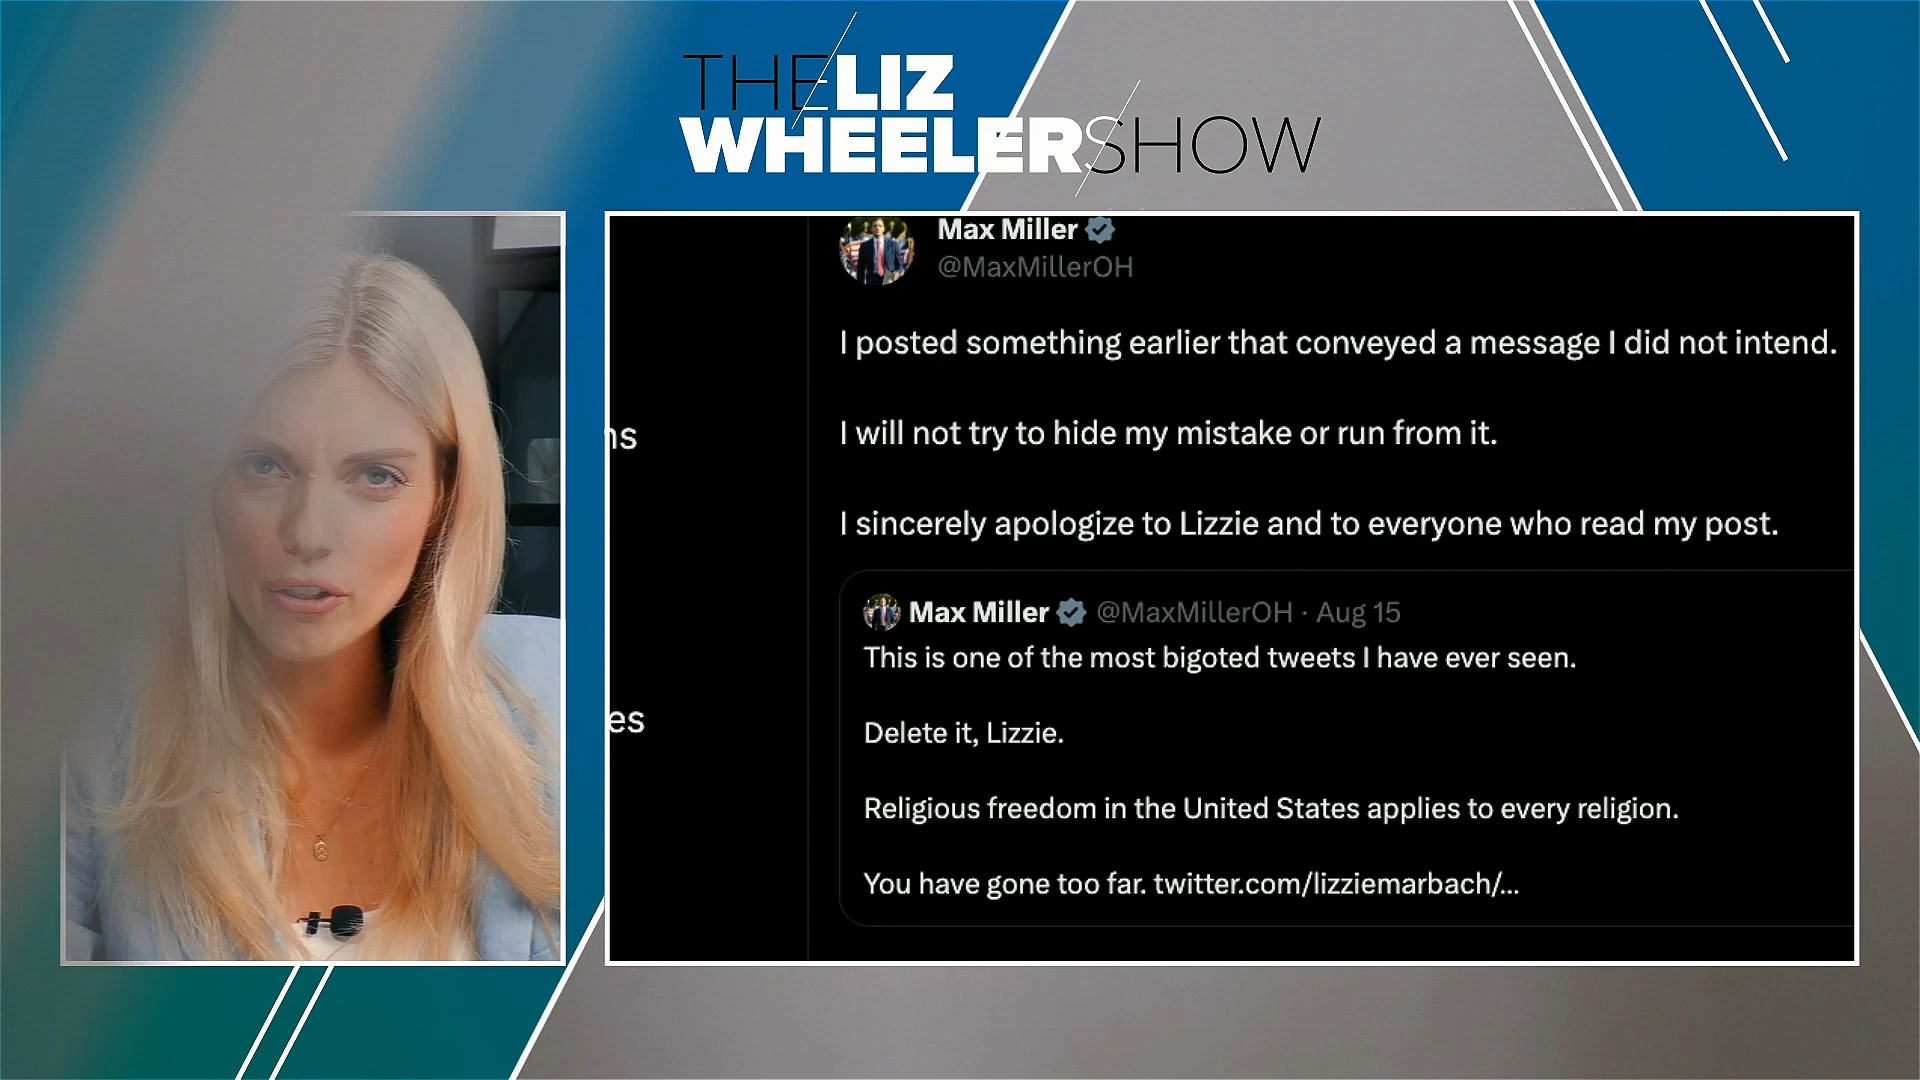 THE LIZ
WHEELER SHOW
Max Miller
@MaxMillerOH
I posted something earlier that conveyed a message I did not intend.
ns
I will not try to hide my mistake or run from it.
I sincerely apologize to Lizzie and to everyone who read my post.
Max Miller @MaxMillerOH · Aug 15
This is one of the most bigoted tweets I have ever seen.
es
Delete it, Lizzie.
Religious freedom in the United States applies to every religion.
You have gone too far. twitter.com/lizziemarbach/...